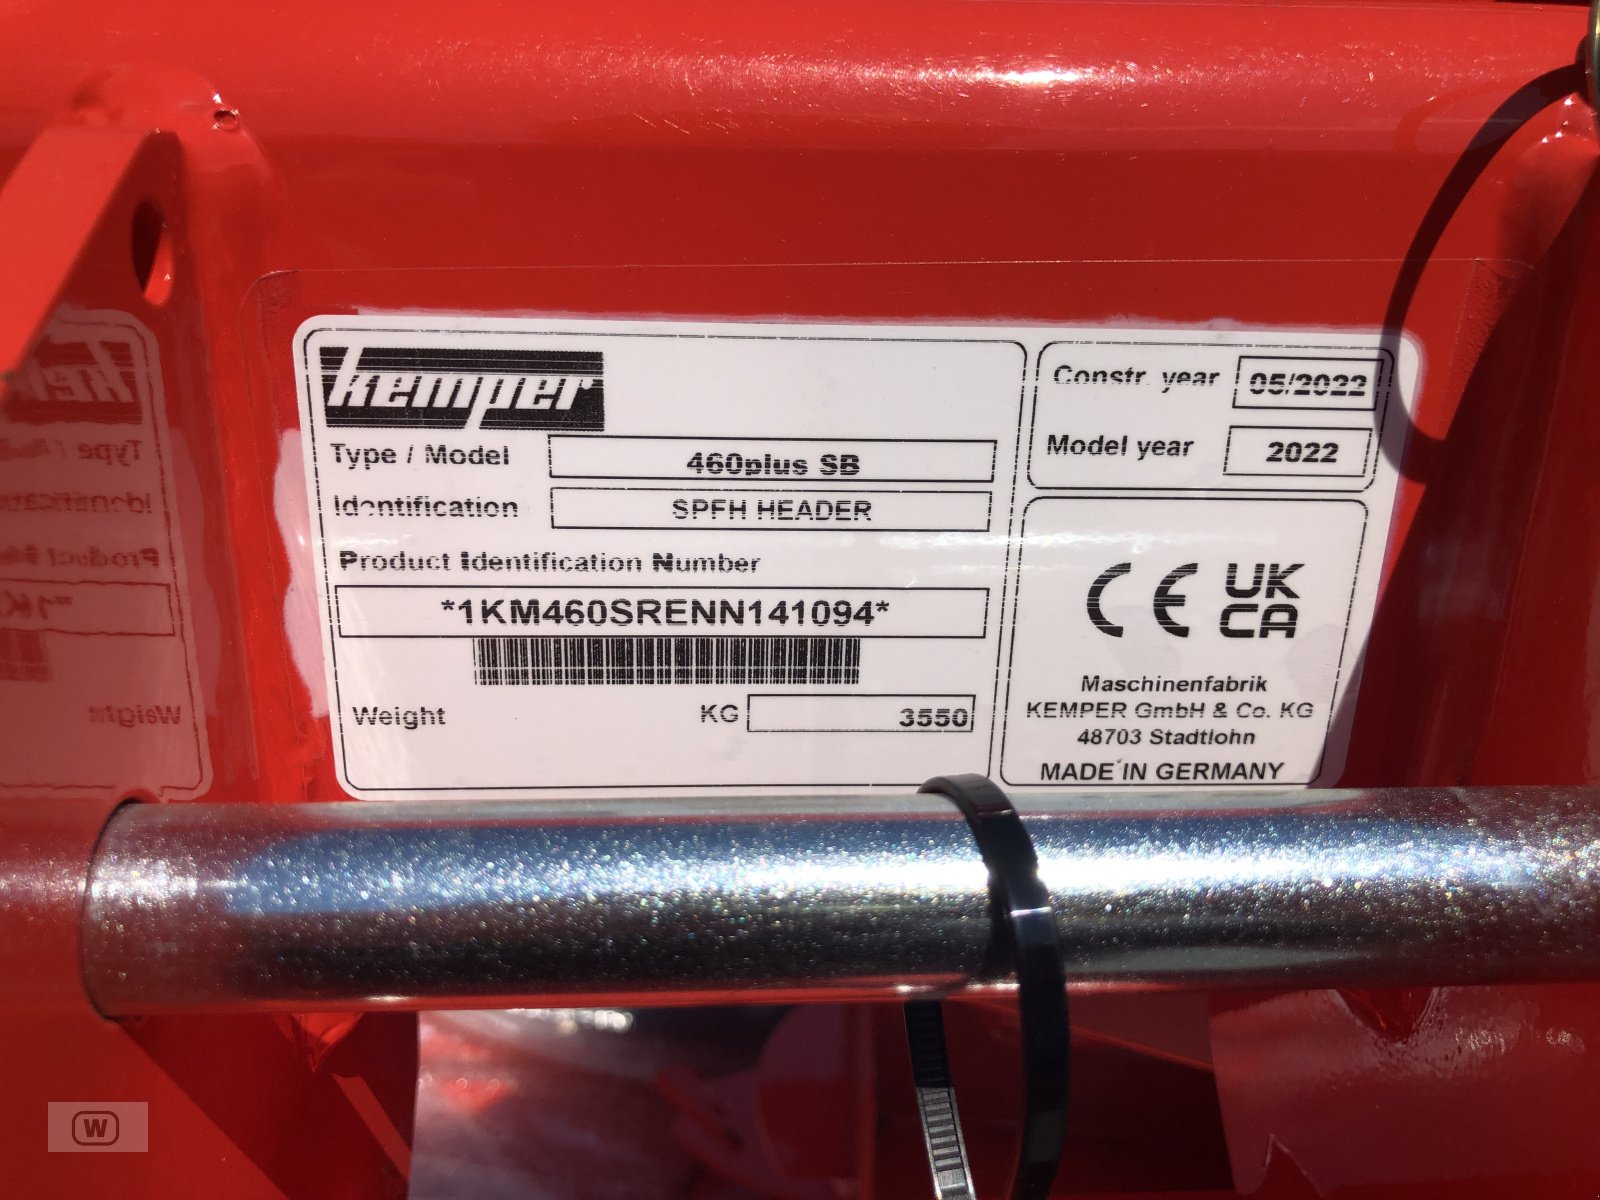 kemper
Type / Model 460plus SB
Identification SPFH HEADER
Product Identification Number
*1KM460SRENN141094*
Weight KG 3550
Constr. year 05/2022
Model year 2022
CE UK
CA
Maschinenfabrik
KEMPER GmbH & Co. KG
48703 Stadtlohn
MADE IN GERMANY
W